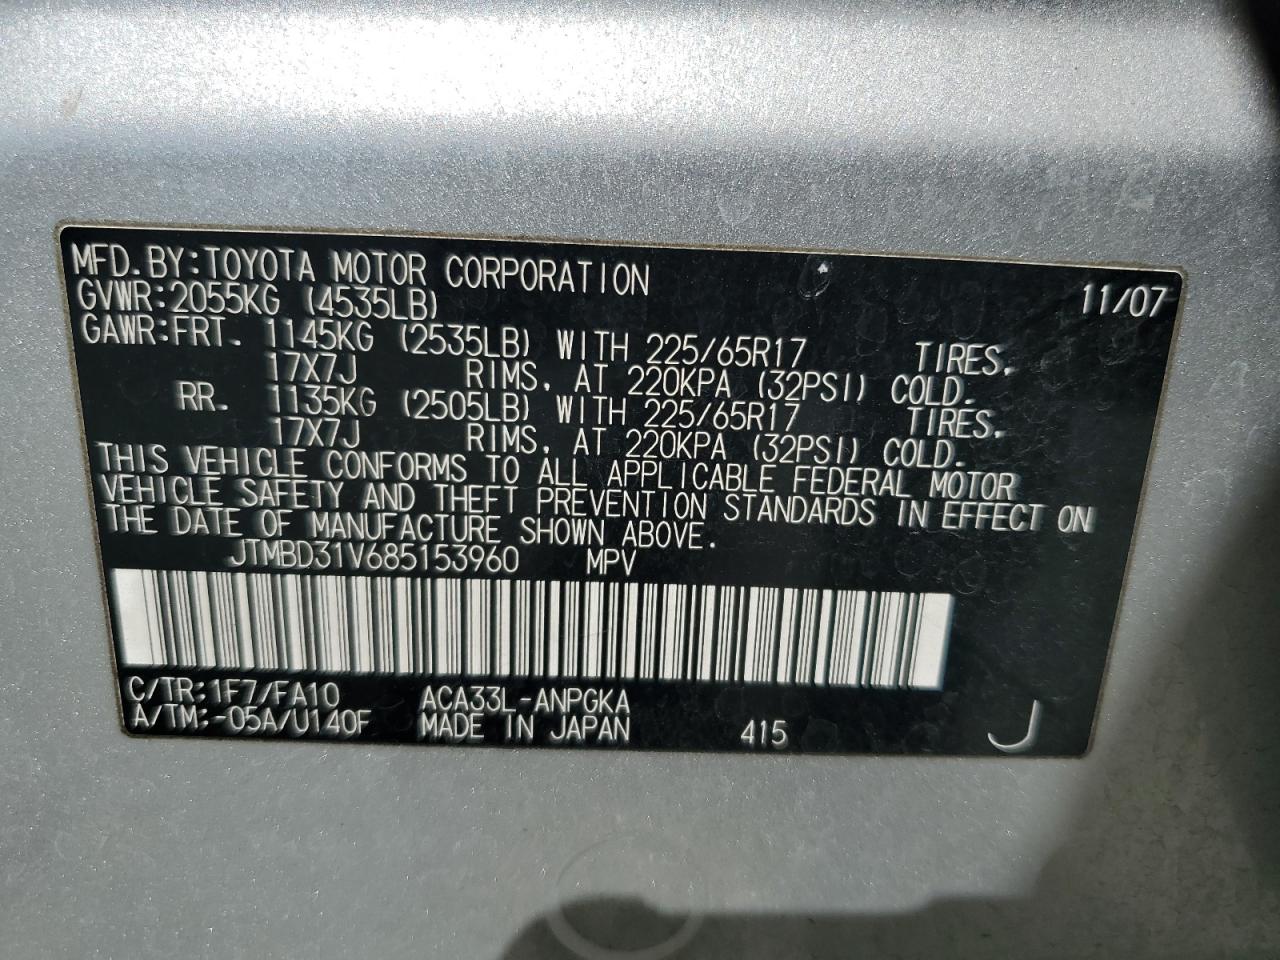 MFD.BY:TOYOTA MOTOR CORPORATION 11/07
GVWR:2055KG (4535LB)
GAWR:FRT. 1145KG (2535LB) WITH 225/65R17 TIRES,
17X7J RIMS, AT 220KPA (32PSI) COLD.
RR. 1135KG (2505LB) WITH 225/65R17 TIRES,
17X7J RIMS, AT 220KPA (32PSI) COLD.
THIS VEHICLE CONFORMS TO ALL APPLICABLE FEDERAL MOTOR
VEHICLE SAFETY AND THEFT PREVENTION STANDARDS IN EFFECT ON
THE DATE OF MANUFACTURE SHOWN ABOVE.
JTMBD31V685153960 MPV
C/TR:1F7/FA10 ACA33L-ANPGKA
A/TM:-05A/U140F MADE IN JAPAN 415 J